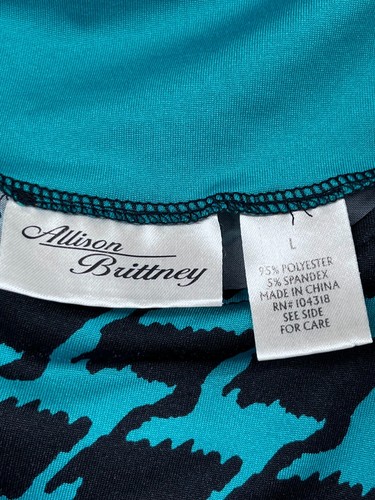 Allison
Brittney
L
95% POLYESTER
5% SPANDEX
MADE IN CHINA
RN# 104318
SEE SIDE
FOR CARE